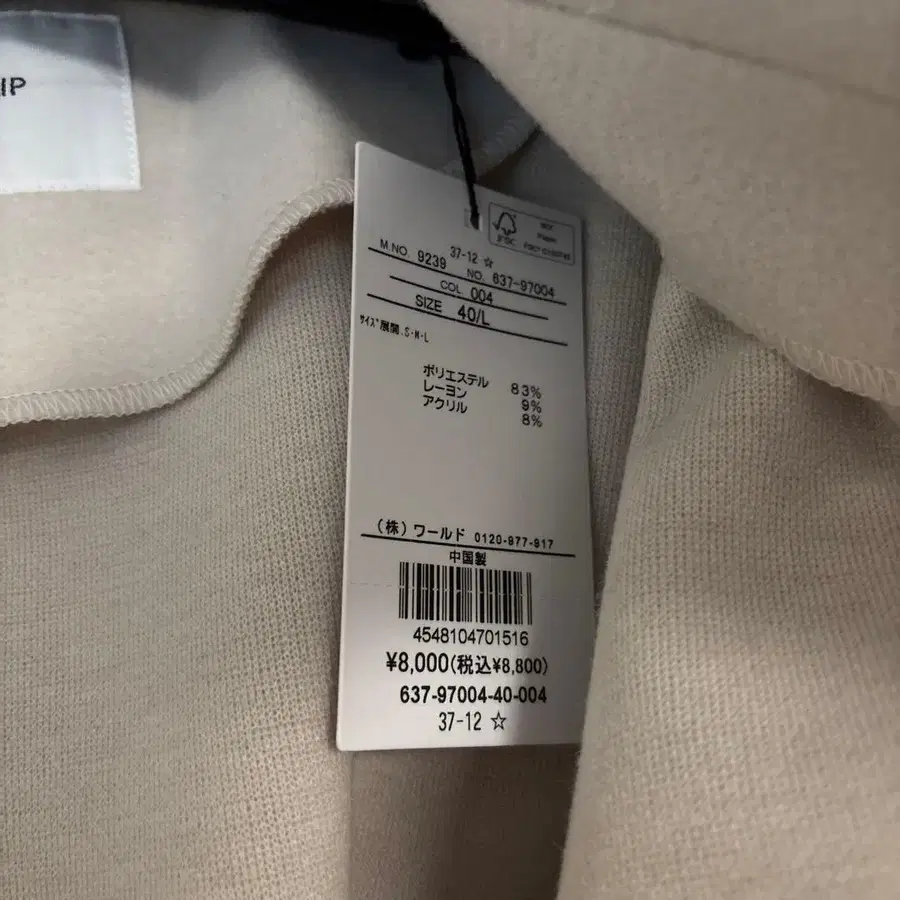 IP
FSC
37-12 ☆
M NO. 9239 NO. 637-97004
COL. 004
SIZE 40/L
ｻｲｽﾞ展開.S・M・L
ポリエステル 83%
レーヨン 9%
アクリル 8%
(株)ワールド 0120-977-917
中国製
4548104701516
¥8,000(税込¥8,800)
637-97004-40-004
37-12 ☆